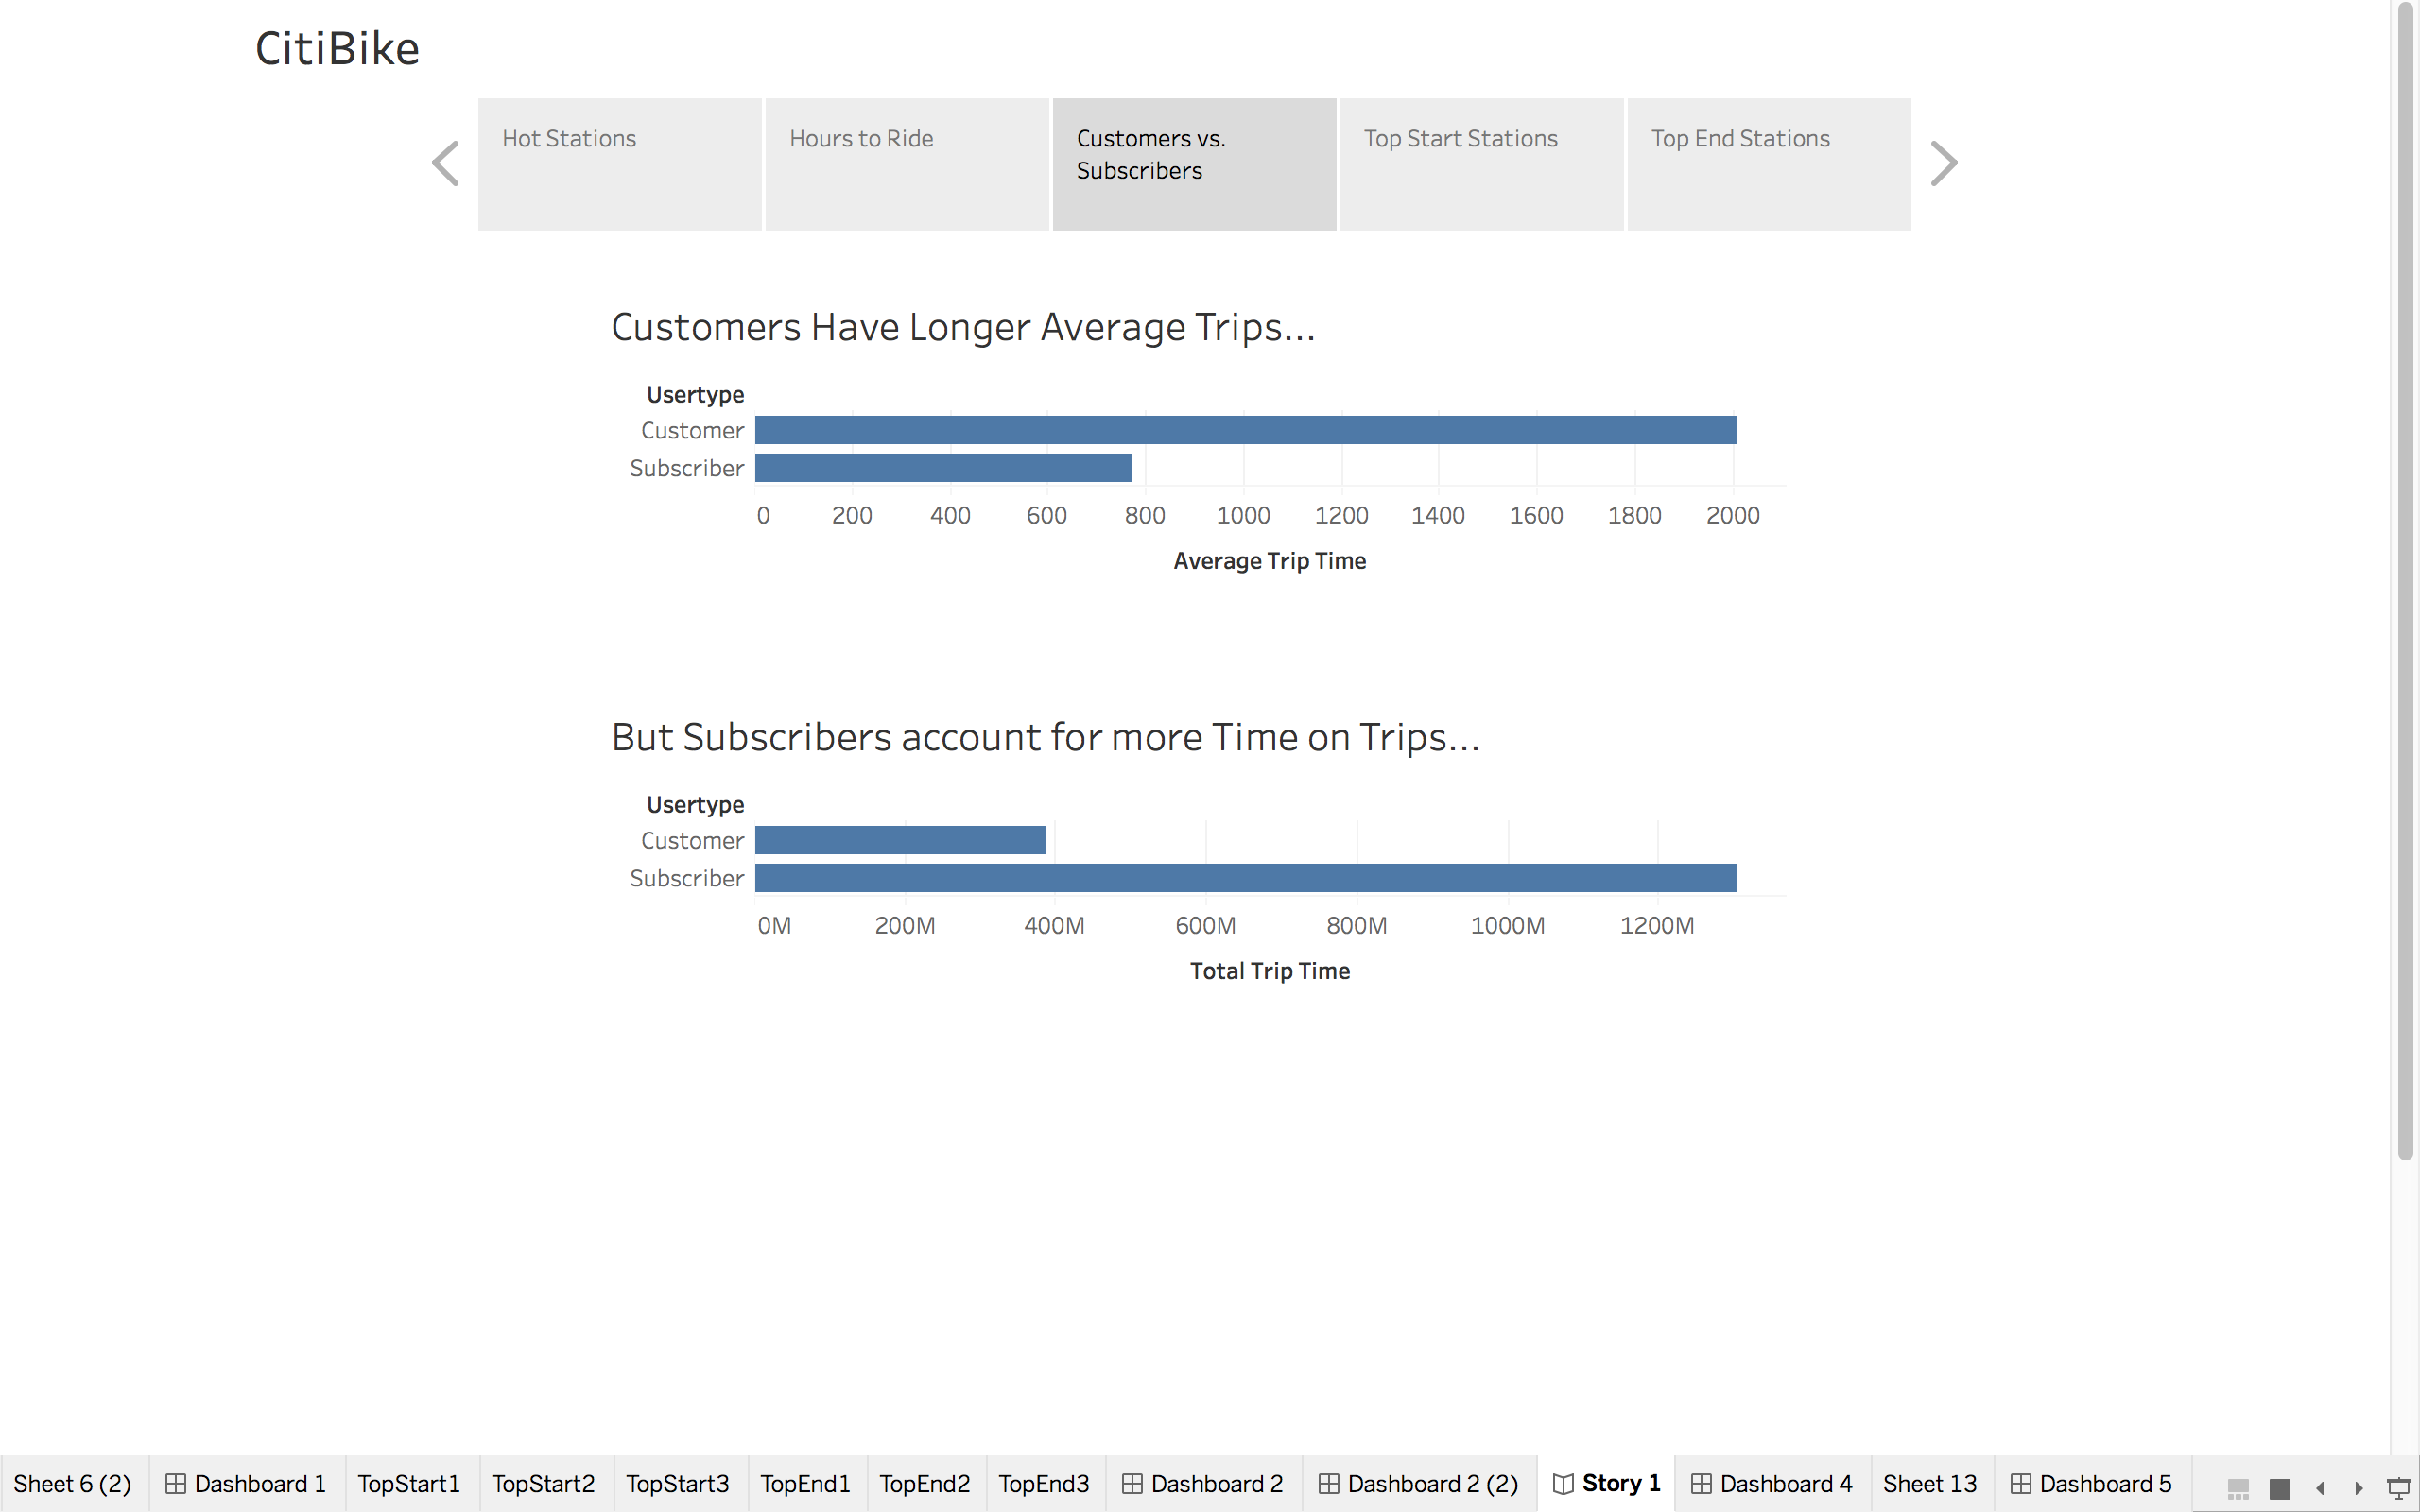 CitiBike
Hot Stations
Hours to Ride
Customers vs.
Subscribers
Top Start Stations
Top End Stations
Customers Have Longer Average Trips...
Usertype
Customer
Subscriber
0 200 400 600 800 1000 1200 1400 1600 1800 2000
Average Trip Time
But Subscribers account for more Time on Trips...
Usertype
Customer
Subscriber
0M 200M 400M 600M 800M 1000M 1200M
Total Trip Time
Sheet 6 (2) Dashboard 1 TopStart1 TopStart2 TopStart3 TopEnd1 TopEnd2 TopEnd3 Dashboard 2 Dashboard 2 (2) Story 1 Dashboard 4 Sheet 13 Dashboard 5